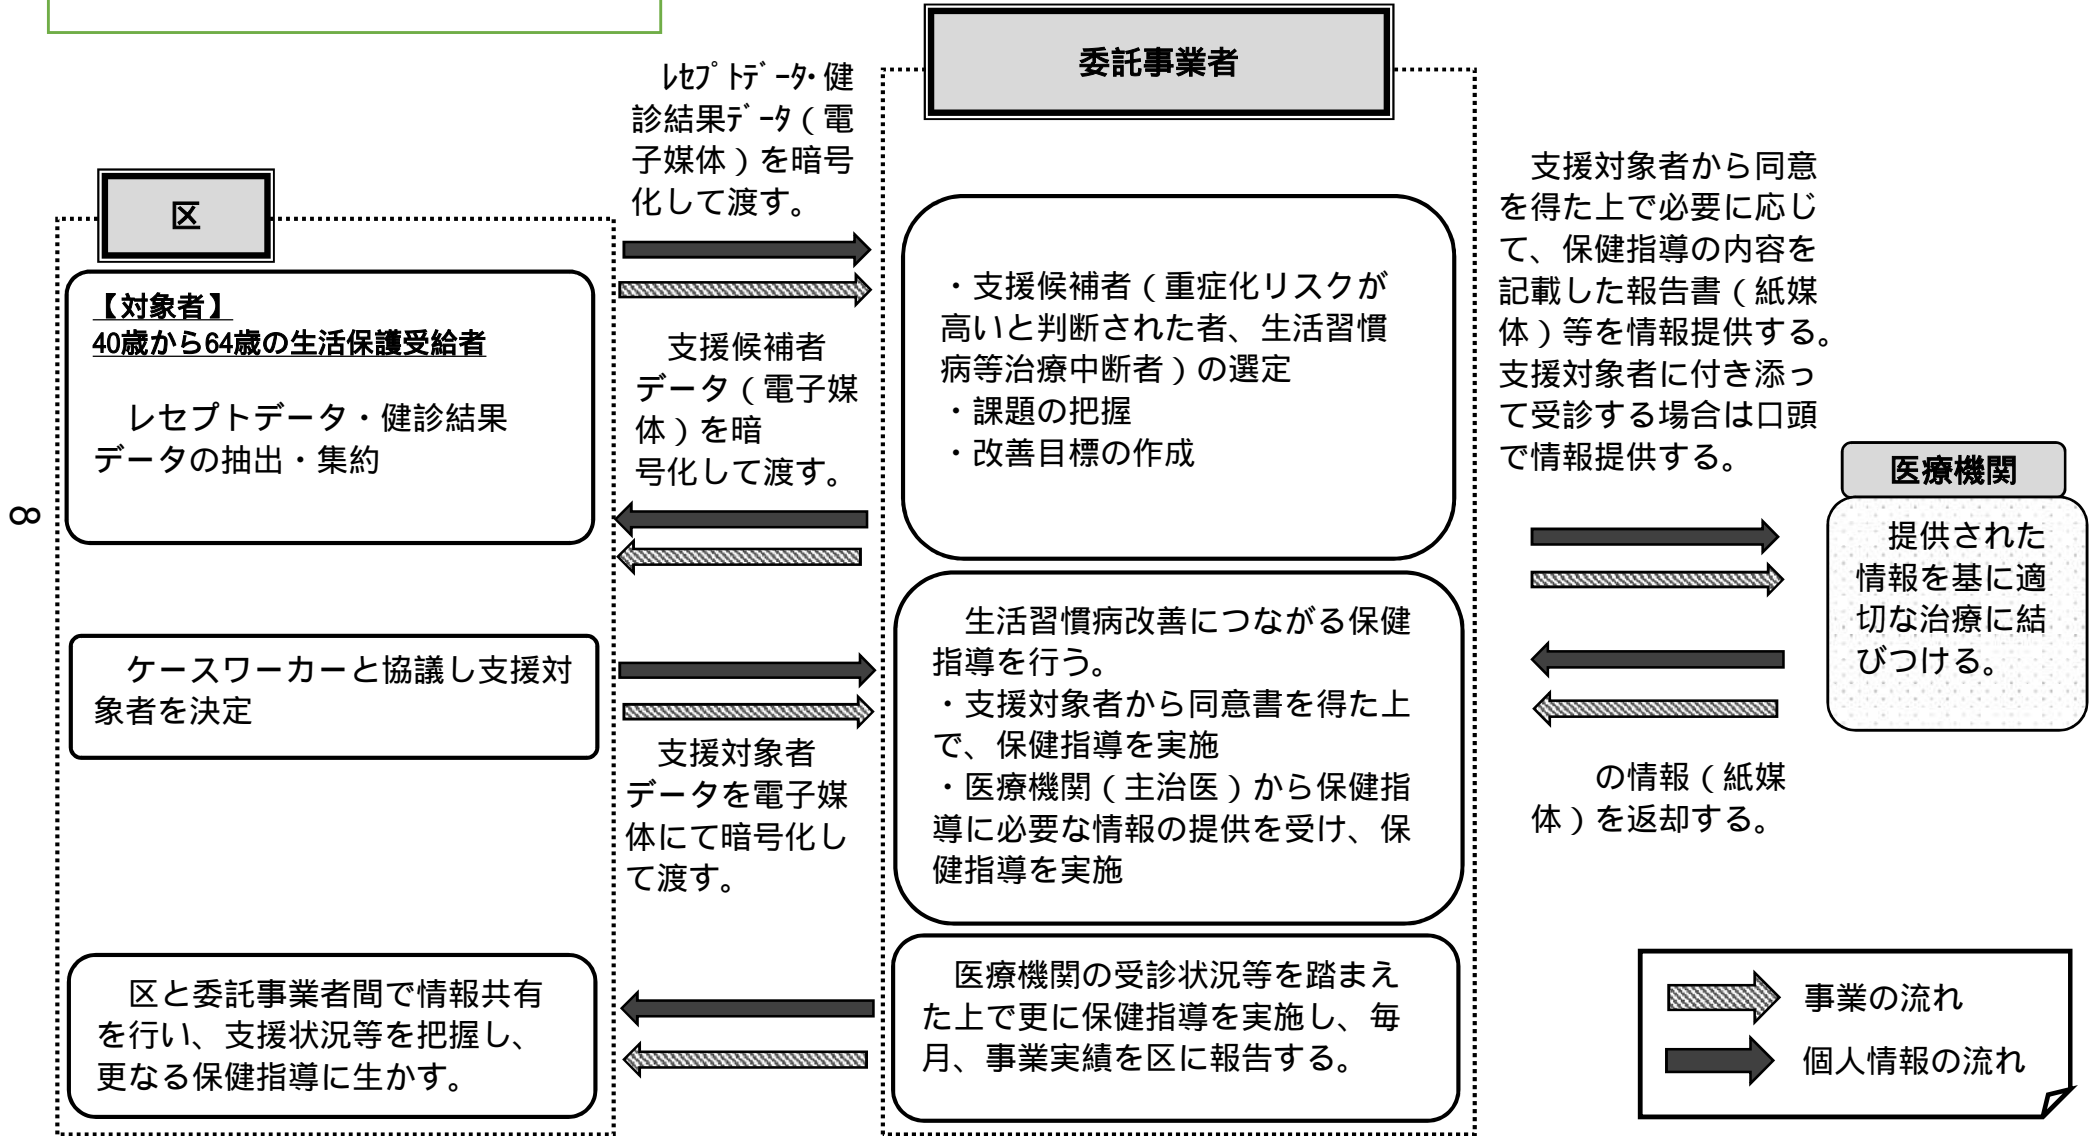 委託事業者
レセプトデータ・健
診結果データ（電
子媒体）を暗号
化して渡す。
区
【対象者】
40歳から64歳の生活保護受給者
レセプトデータ・健診結果
データの抽出・集約
支援候補者
データ（電子媒
体）を暗
号化して渡す。
・支援候補者（重症化リスクが
高いと判断された者、生活習慣
病等治療中断者）の選定
・課題の把握
・改善目標の作成
支援対象者から同意
を得た上で必要に応じ
て、保健指導の内容を
記載した報告書（紙媒
体）等を情報提供する。
支援対象者に付き添っ
て受診する場合は口頭
で情報提供する。
医療機関
提供された
情報を基に適
切な治療に結
びつける。
8
ケースワーカーと協議し支援対
象者を決定
支援対象者
データを電子媒
体にて暗号化し
て渡す。
生活習慣病改善につながる保健
指導を行う。
・支援対象者から同意書を得た上
で、保健指導を実施
・医療機関（主治医）から保健指
導に必要な情報の提供を受け、保
健指導を実施
の情報（紙媒
体）を返却する。
区と委託事業者間で情報共有
を行い、支援状況等を把握し、
更なる保健指導に生かす。
医療機関の受診状況等を踏まえ
た上で更に保健指導を実施し、毎
月、事業実績を区に報告する。
事業の流れ
個人情報の流れ